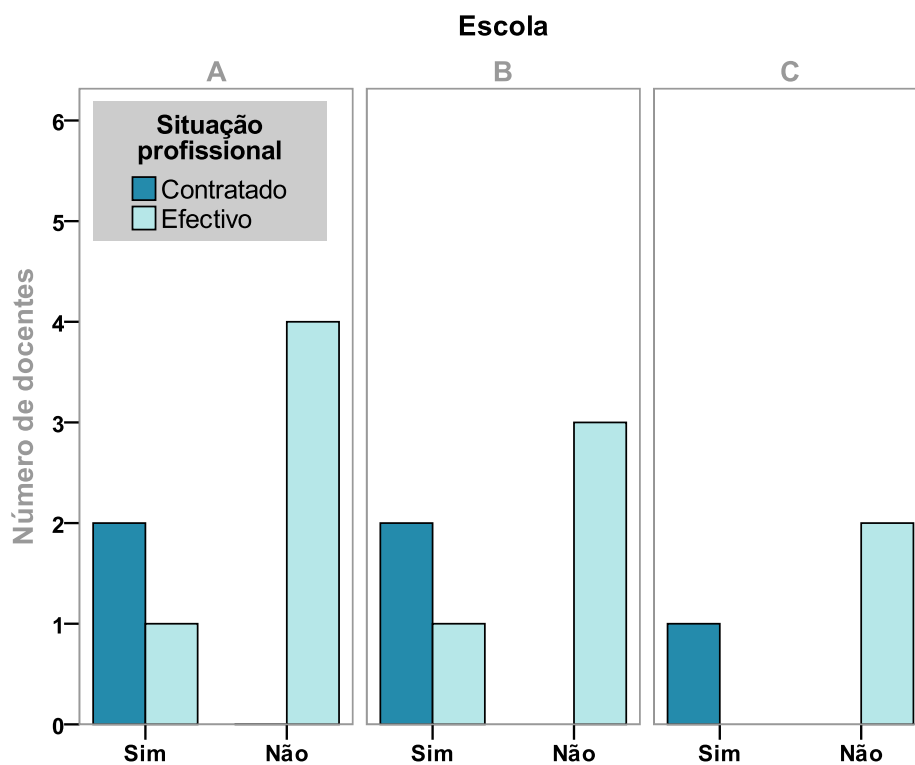 Escola
A B C
Situação
profissional
Contratado
Efectivo
Número de docentes
6
5
4
3
2
1
0
Sim Não Sim Não Sim Não